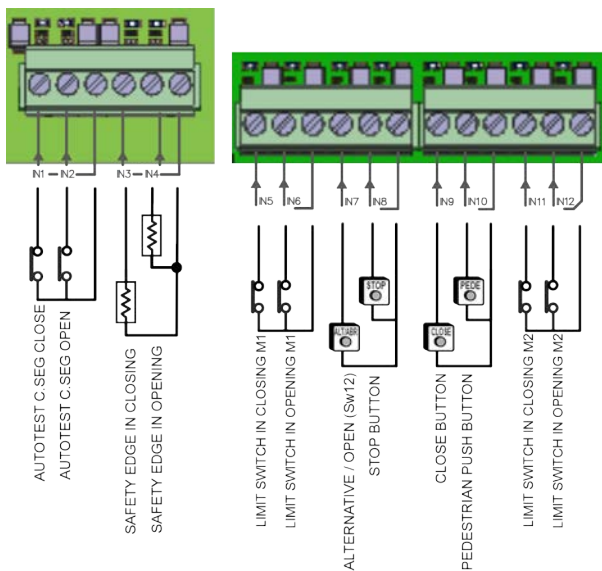 IN1
IN2
IN3
IN4
IN5
IN6
IN7
IN8
IN9
IN10
IN11
IN12
STOP
ALT/ABR
PEDE
CLOSE
AUTOTEST C.SEG CLOSE
AUTOTEST C.SEG OPEN
SAFETY EDGE IN CLOSING
SAFETY EDGE IN OPENING
LIMIT SWITCH IN CLOSING M1
LIMIT SWITCH IN OPENING M1
ALTERNATIVE / OPEN (Sw12)
STOP BUTTON
CLOSE BUTTON
PEDESTRIAN PUSH BUTTON
LIMIT SWITCH IN CLOSING M2
LIMIT SWITCH IN OPENING M2